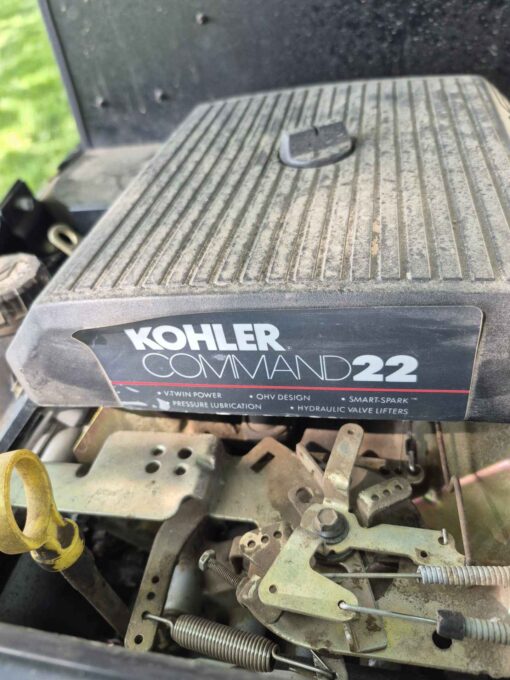 KOHLER
COMMAND22
• V-TWIN POWER • OHV DESIGN • SMART-SPARK™
PRESSURE LUBRICATION • HYDRAULIC VALVE LIFTERS